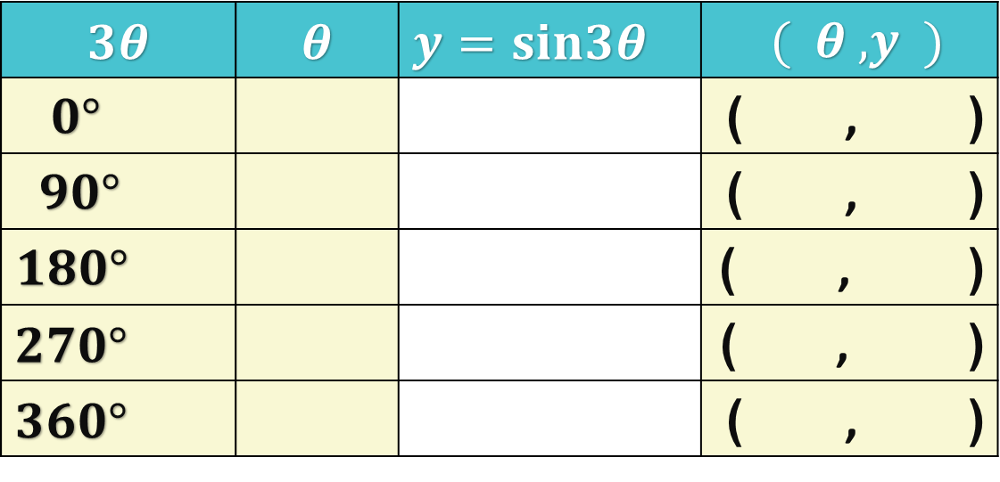 3θ θ y = sin3θ ( θ ,y )
0° ( , )
90° ( , )
180° ( , )
270° ( , )
360° ( , )